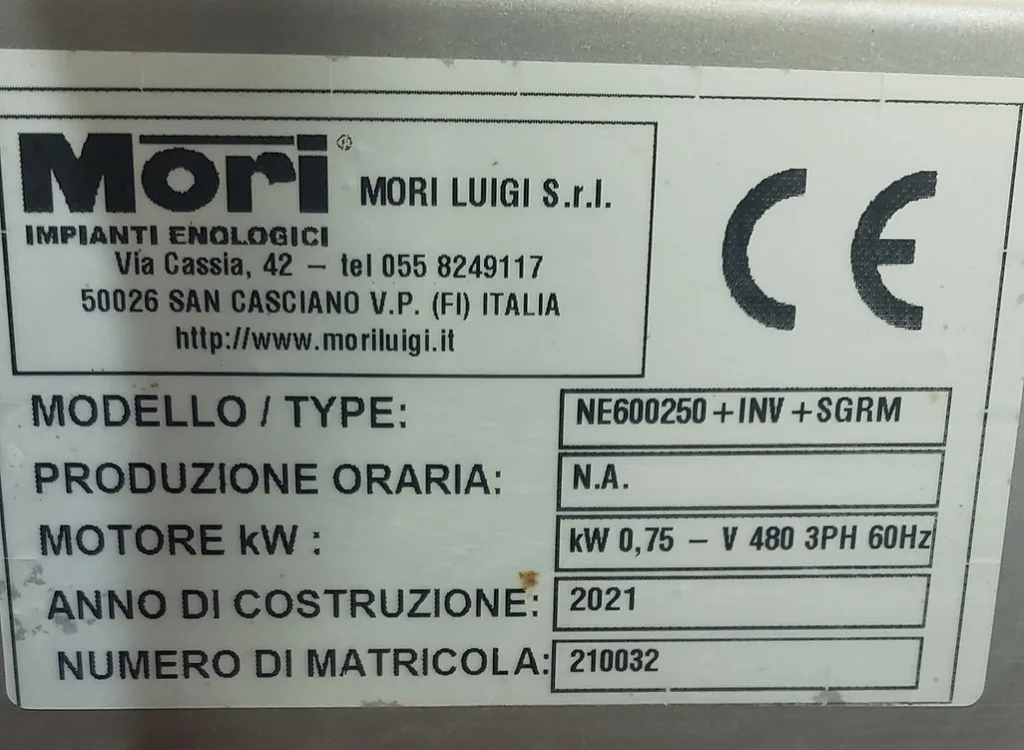 Mori®
MORI LUIGI S.r.l.
IMPIANTI ENOLOGICI
Via Cassia, 42 – tel 055 8249117
50026 SAN CASCIANO V.P. (FI) ITALIA
http://www.moriluigi.it
CE
MODELLO / TYPE: NE600250+INV+SGRM
PRODUZIONE ORARIA: N.A.
MOTORE kW : kW 0,75 – V 480 3PH 60Hz
ANNO DI COSTRUZIONE: 2021
NUMERO DI MATRICOLA: 210032